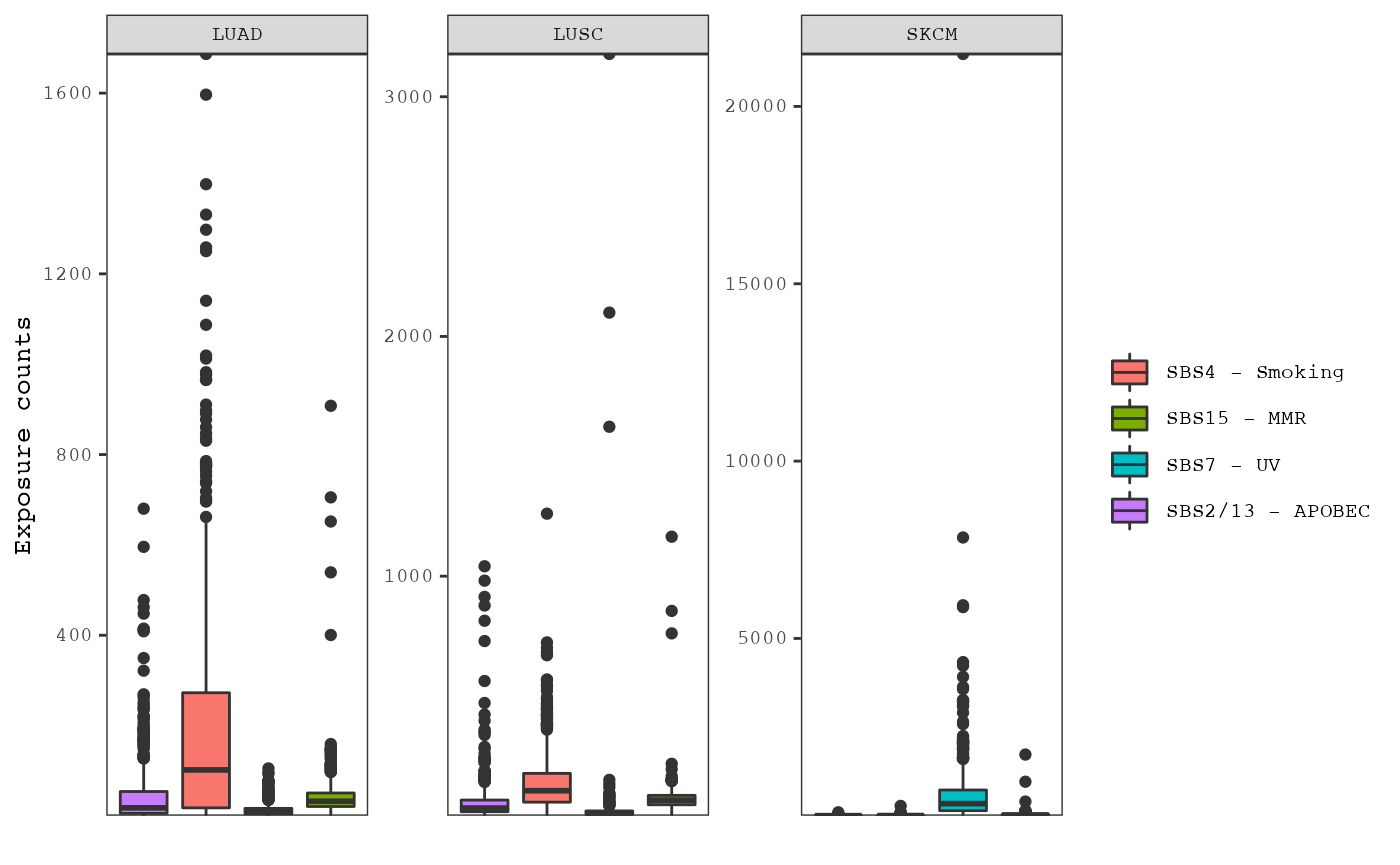 LUAD
LUSC
SKCM
Exposure counts
1600
1200
800
400
3000
2000
1000
20000
15000
10000
5000
SBS4 - Smoking
SBS15 - MMR
SBS7 - UV
SBS2/13 - APOBEC